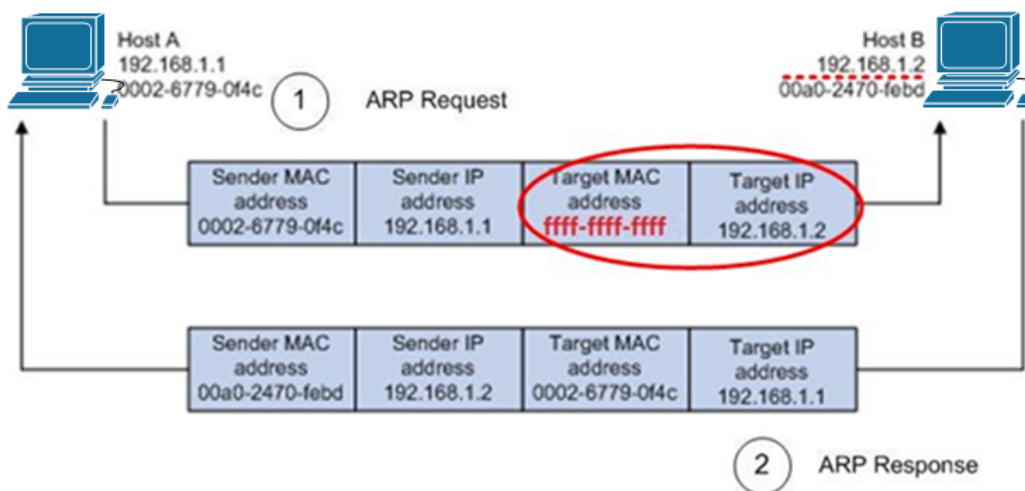 Host A
192.168.1.1
0002-6779-0f4c
Host B
192.168.1.2
00a0-2470-febd
1
ARP Request
Sender MAC
address
0002-6779-0f4c
Sender IP
address
192.168.1.1
Target MAC
address
ffff-ffff-ffff
Target IP
address
192.168.1.2
Sender MAC
address
00a0-2470-febd
Sender IP
address
192.168.1.2
Target MAC
address
0002-6779-0f4c
Target IP
address
192.168.1.1
2
ARP Response